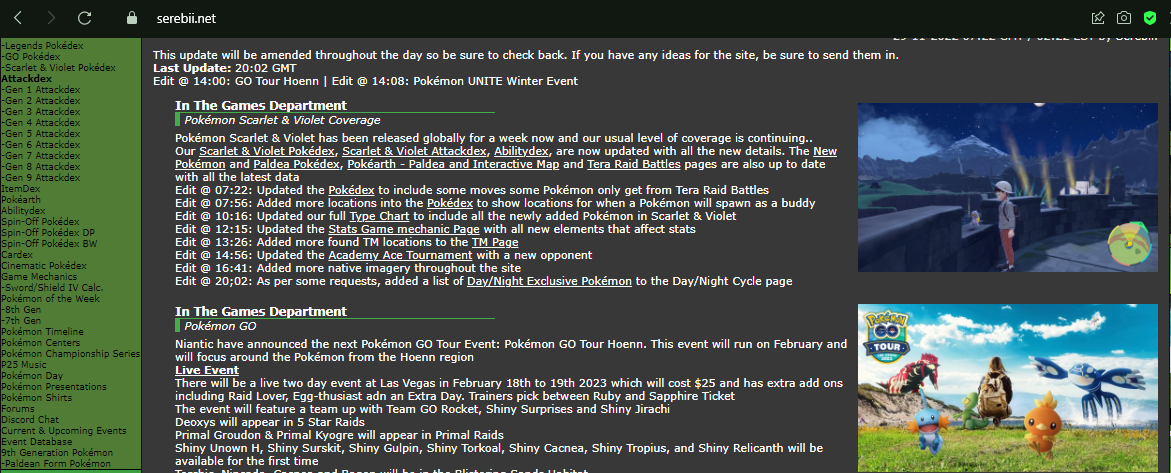 serebii.net
-Legends Pokédex
-GO Pokédex
-Scarlet & Violet Pokédex
Attackdex
-Gen 1 Attackdex
-Gen 2 Attackdex
-Gen 3 Attackdex
-Gen 4 Attackdex
-Gen 5 Attackdex
-Gen 6 Attackdex
-Gen 7 Attackdex
-Gen 8 Attackdex
-Gen 9 Attackdex
ItemDex
Pokéarth
Abilitydex
Spin-Off Pokédex
Spin-Off Pokédex DP
Spin-Off Pokédex BW
Cardex
Cinematic Pokédex
Game Mechanics
-Sword/Shield IV Calc.
Pokémon of the Week
-8th Gen
-7th Gen
Pokémon Timeline
Pokémon Centers
Pokémon Championship Series
P25 Music
Pokémon Day
Pokémon Presentations
Pokémon Shirts
Forums
Discord Chat
Current & Upcoming Events
Event Database
9th Generation Pokémon
-Paldean Form Pokémon
29-11-2022 07:22 GMT / 02:22 EST by Serebii
This update will be amended throughout the day so be sure to check back. If you have any ideas for the site, be sure to send them in.
Last Update: 20:02 GMT
Edit @ 14:00: GO Tour Hoenn | Edit @ 14:08: Pokémon UNITE Winter Event
In The Games Department
Pokémon Scarlet & Violet Coverage
Pokémon Scarlet & Violet has been released globally for a week now and our usual level of coverage is continuing..
Our Scarlet & Violet Pokédex, Scarlet & Violet Attackdex, Abilitydex, are now updated with all the new details. The New
Pokémon and Paldea Pokédex, Pokéarth - Paldea and Interactive Map and Tera Raid Battles pages are also up to date
with all the latest data
Edit @ 07:22: Updated the Pokédex to include some moves some Pokémon only get from Tera Raid Battles
Edit @ 07:56: Added more locations into the Pokédex to show locations for when a Pokémon will spawn as a buddy
Edit @ 10:16: Updated our full Type Chart to include all the newly added Pokémon in Scarlet & Violet
Edit @ 12:15: Updated the Stats Game mechanic Page with all new elements that affect stats
Edit @ 13:26: Added more found TM locations to the TM Page
Edit @ 14:56: Updated the Academy Ace Tournament with a new opponent
Edit @ 16:41: Added more native imagery throughout the site
Edit @ 20;02: As per some requests, added a list of Day/Night Exclusive Pokémon to the Day/Night Cycle page
In The Games Department
Pokémon GO
Niantic have announced the next Pokémon GO Tour Event: Pokémon GO Tour Hoenn. This event will run on February and
will focus around the Pokémon from the Hoenn region
Live Event
There will be a live two day event at Las Vegas in February 18th to 19th 2023 which will cost $25 and has extra add ons
including Raid Lover, Egg-thusiast adn an Extra Day. Trainers pick between Ruby and Sapphire Ticket
The event will feature a team up with Team GO Rocket, Shiny Surprises and Shiny Jirachi
Deoxys will appear in 5 Star Raids
Primal Groudon & Primal Kyogre will appear in Primal Raids
Shiny Unown H, Shiny Surskit, Shiny Gulpin, Shiny Torkoal, Shiny Cacnea, Shiny Tropius, and Shiny Relicanth will be
available for the first time
Pokémon
GO
TOUR